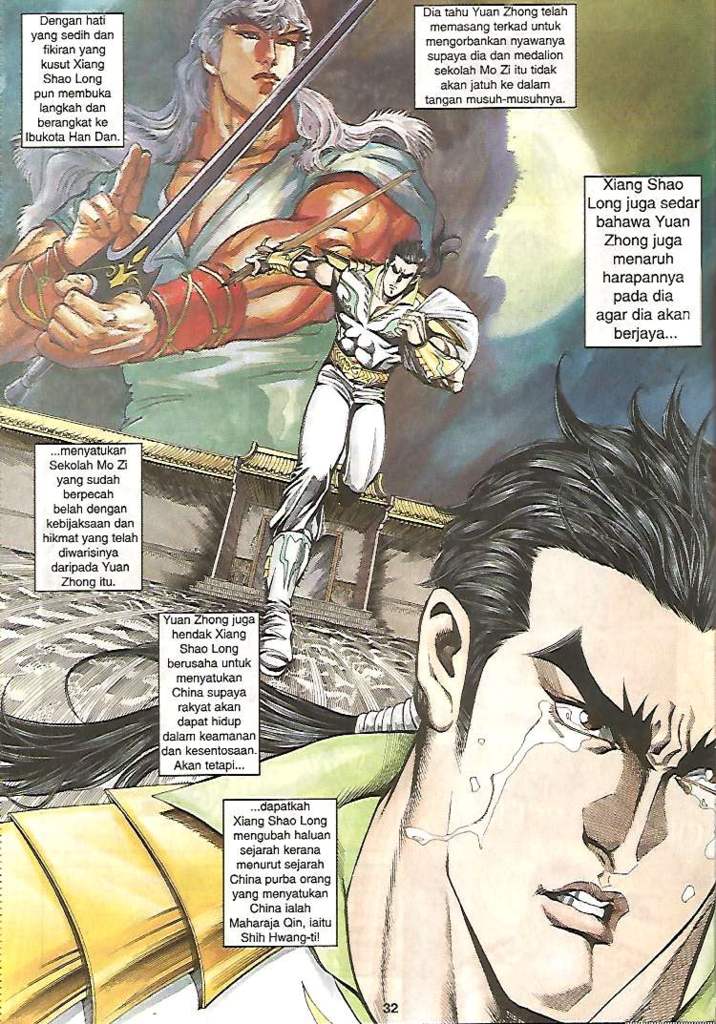 Dengan hati
yang sedih dan
fikiran yang
kusut Xiang
Shao Long
pun membuka
langkah dan
berangkat ke
Ibukota Han Dan.
Dia tahu Yuan Zhong telah
memasang terkad untuk
mengorbankan nyawanya
supaya dia dan medalion
sekolah Mo Zi itu tidak
akan jatuh ke dalam
tangan musuh-musuhnya.
Xiang Shao
Long juga sedar
bahawa Yuan
Zhong juga
menaruh
harapannya
pada dia
agar dia akan
berjaya...
...menyatukan
Sekolah Mo Zi
yang sudah
berpecah
belah dengan
kebijaksaan dan
hikmat yang telah
diwarisinya
daripada Yuan
Zhong itu.
Yuan Zhong juga
hendak Xiang
Shao Long
berusaha untuk
menyatukan
China supaya
rakyat akan
dapat hidup
dalam keamanan
dan kesentosaan.
Akan tetapi...
...dapatkah
Xiang Shao Long
mengubah haluan
sejarah kerana
menurut sejarah
China purba orang
yang menyatukan
China ialah
Maharaja Qin, iaitu
Shih Hwang-ti!
32